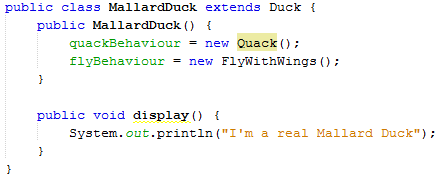 public class MallardDuck extends Duck {
    public MallardDuck() {
        quackBehaviour = new Quack();
        flyBehaviour = new FlyWithWings();
    }

    public void display() {
        System.out.println("I'm a real Mallard Duck");
    }
}